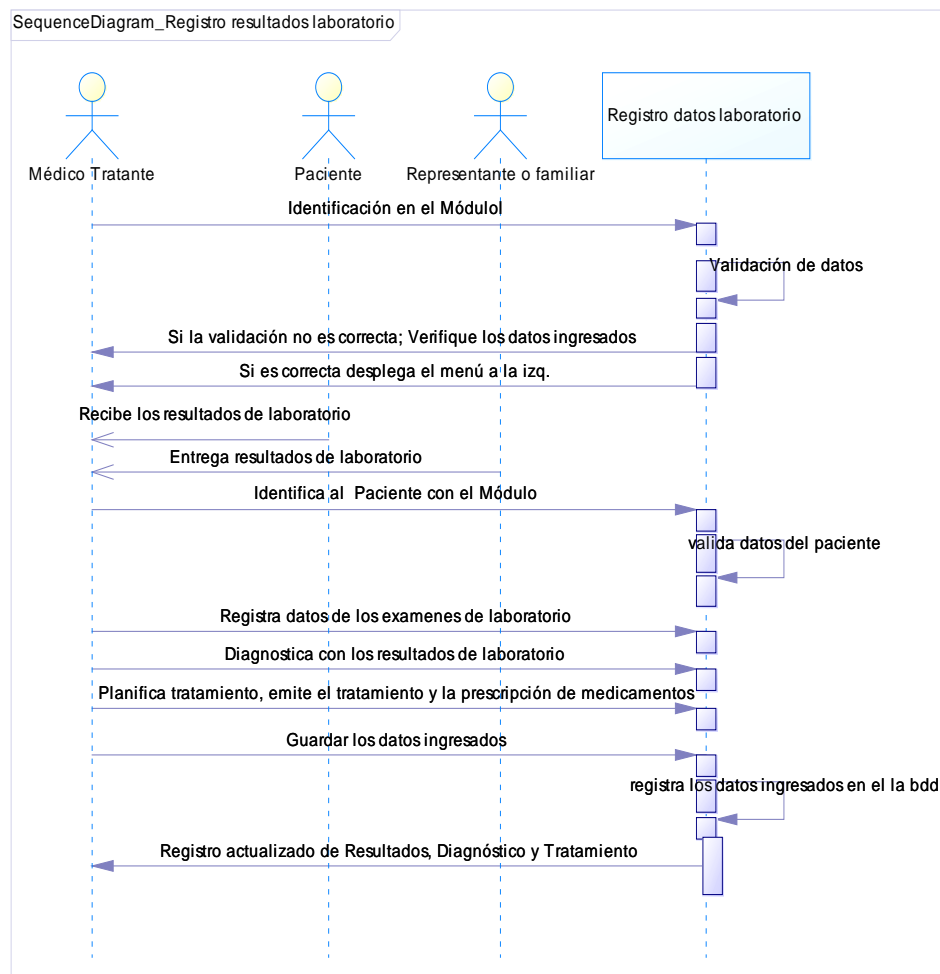 SequenceDiagram_Registro resultados laboratorio
Médico Tratante
Paciente
Representante o familiar
Registro datos laboratorio
Identificación en el Módulol
Validación de datos
Si la validación no es correcta; Verifique los datos ingresados
Si es correcta desplega el menú a la izq.
Recibe los resultados de laboratorio
Entrega resultados de laboratorio
Identifica al Paciente con el Módulo
valida datos del paciente
Registra datos de los examenes de laboratorio
Diagnostica con los resultados de laboratorio
Planifica tratamiento, emite el tratamiento y la prescripción de medicamentos
Guardar los datos ingresados
registra los datos ingresados en el la bdd
Registro actualizado de Resultados, Diagnóstico y Tratamiento